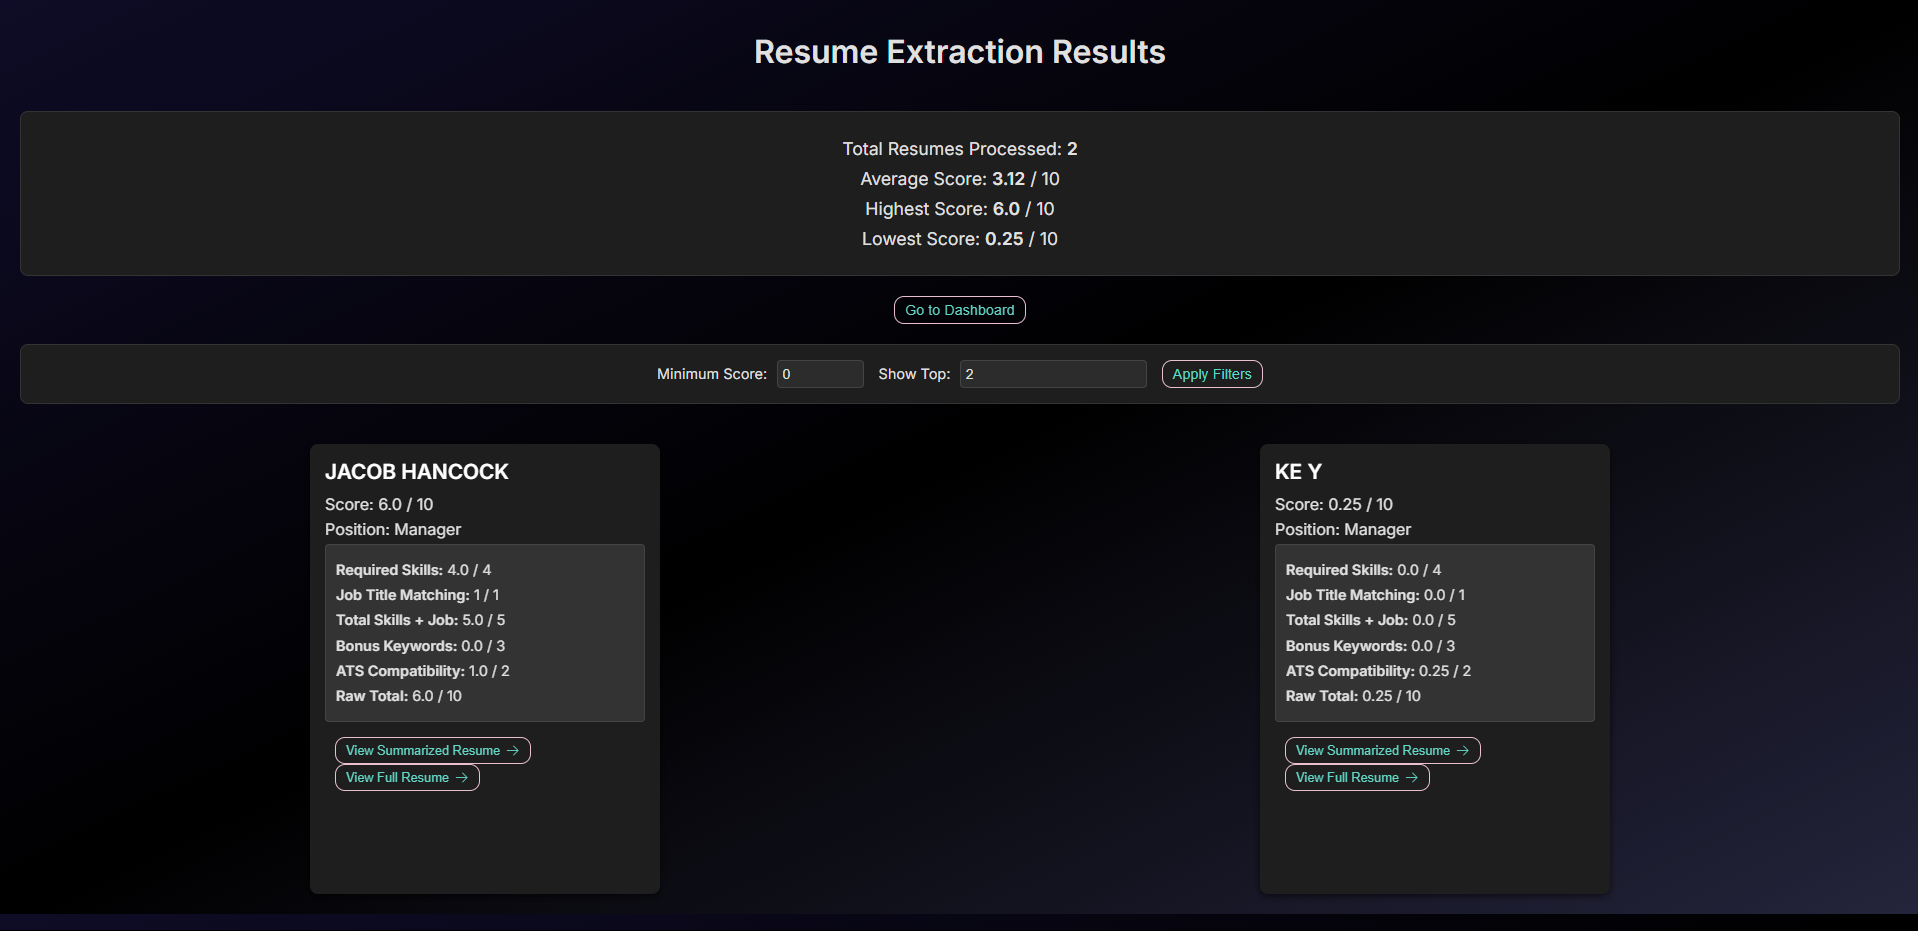 Resume Extraction Results
Total Resumes Processed: 2
Average Score: 3.12 / 10
Highest Score: 6.0 / 10
Lowest Score: 0.25 / 10
Go to Dashboard
Minimum Score: 0 Show Top: 2 Apply Filters
JACOB HANCOCK
Score: 6.0 / 10
Position: Manager
Required Skills: 4.0 / 4
Job Title Matching: 1 / 1
Total Skills + Job: 5.0 / 5
Bonus Keywords: 0.0 / 3
ATS Compatibility: 1.0 / 2
Raw Total: 6.0 / 10
View Summarized Resume →
View Full Resume →
KE Y
Score: 0.25 / 10
Position: Manager
Required Skills: 0.0 / 4
Job Title Matching: 0.0 / 1
Total Skills + Job: 0.0 / 5
Bonus Keywords: 0.0 / 3
ATS Compatibility: 0.25 / 2
Raw Total: 0.25 / 10
View Summarized Resume →
View Full Resume →